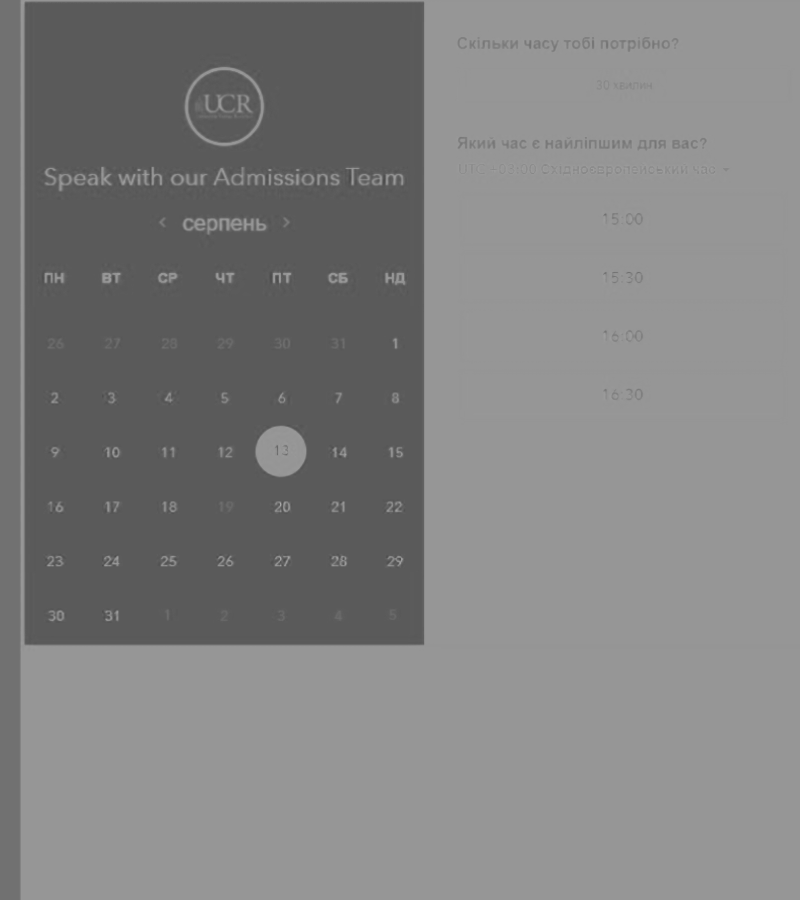 UCR
Speak with our Admissions Team
< серпень >
ПН ВТ СР ЧТ ПТ СБ НД
26 27 28 29 30 31 1
2 3 4 5 6 7 8
9 10 11 12 13 14 15
16 17 18 19 20 21 22
23 24 25 26 27 28 29
30 31 1 2 3 4 5
Скільки часу тобі потрібно?
30 хвилин
Який час є найліпшим для вас?
UTC +03:00 Східноєвропейський час
15:00
15:30
16:00
16:30